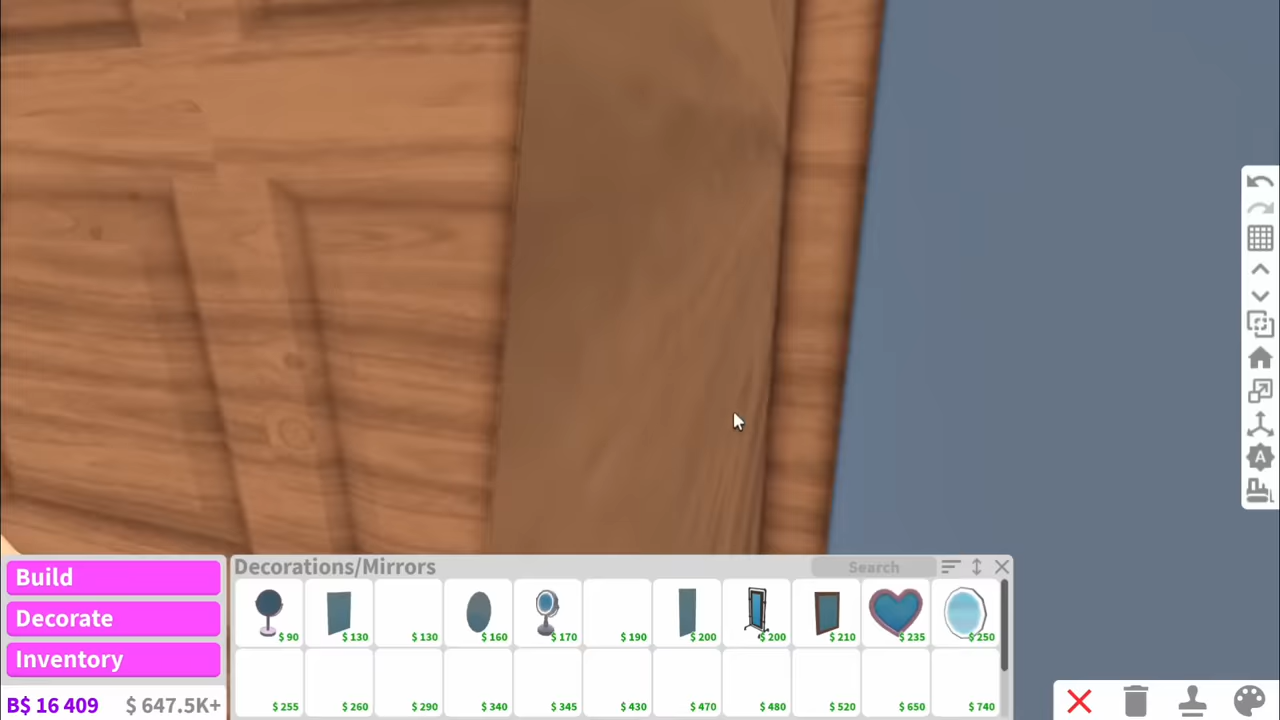 Decorations/Mirrors
Search
$ 90 $ 130 $ 130 $ 160 $ 170 $ 190 $ 200 $ 200 $ 210 $ 235 $ 250
$ 255 $ 260 $ 290 $ 340 $ 345 $ 430 $ 470 $ 480 $ 520 $ 650 $ 740
Build
Decorate
Inventory
B$ 16 409 $ 647.5K+
A